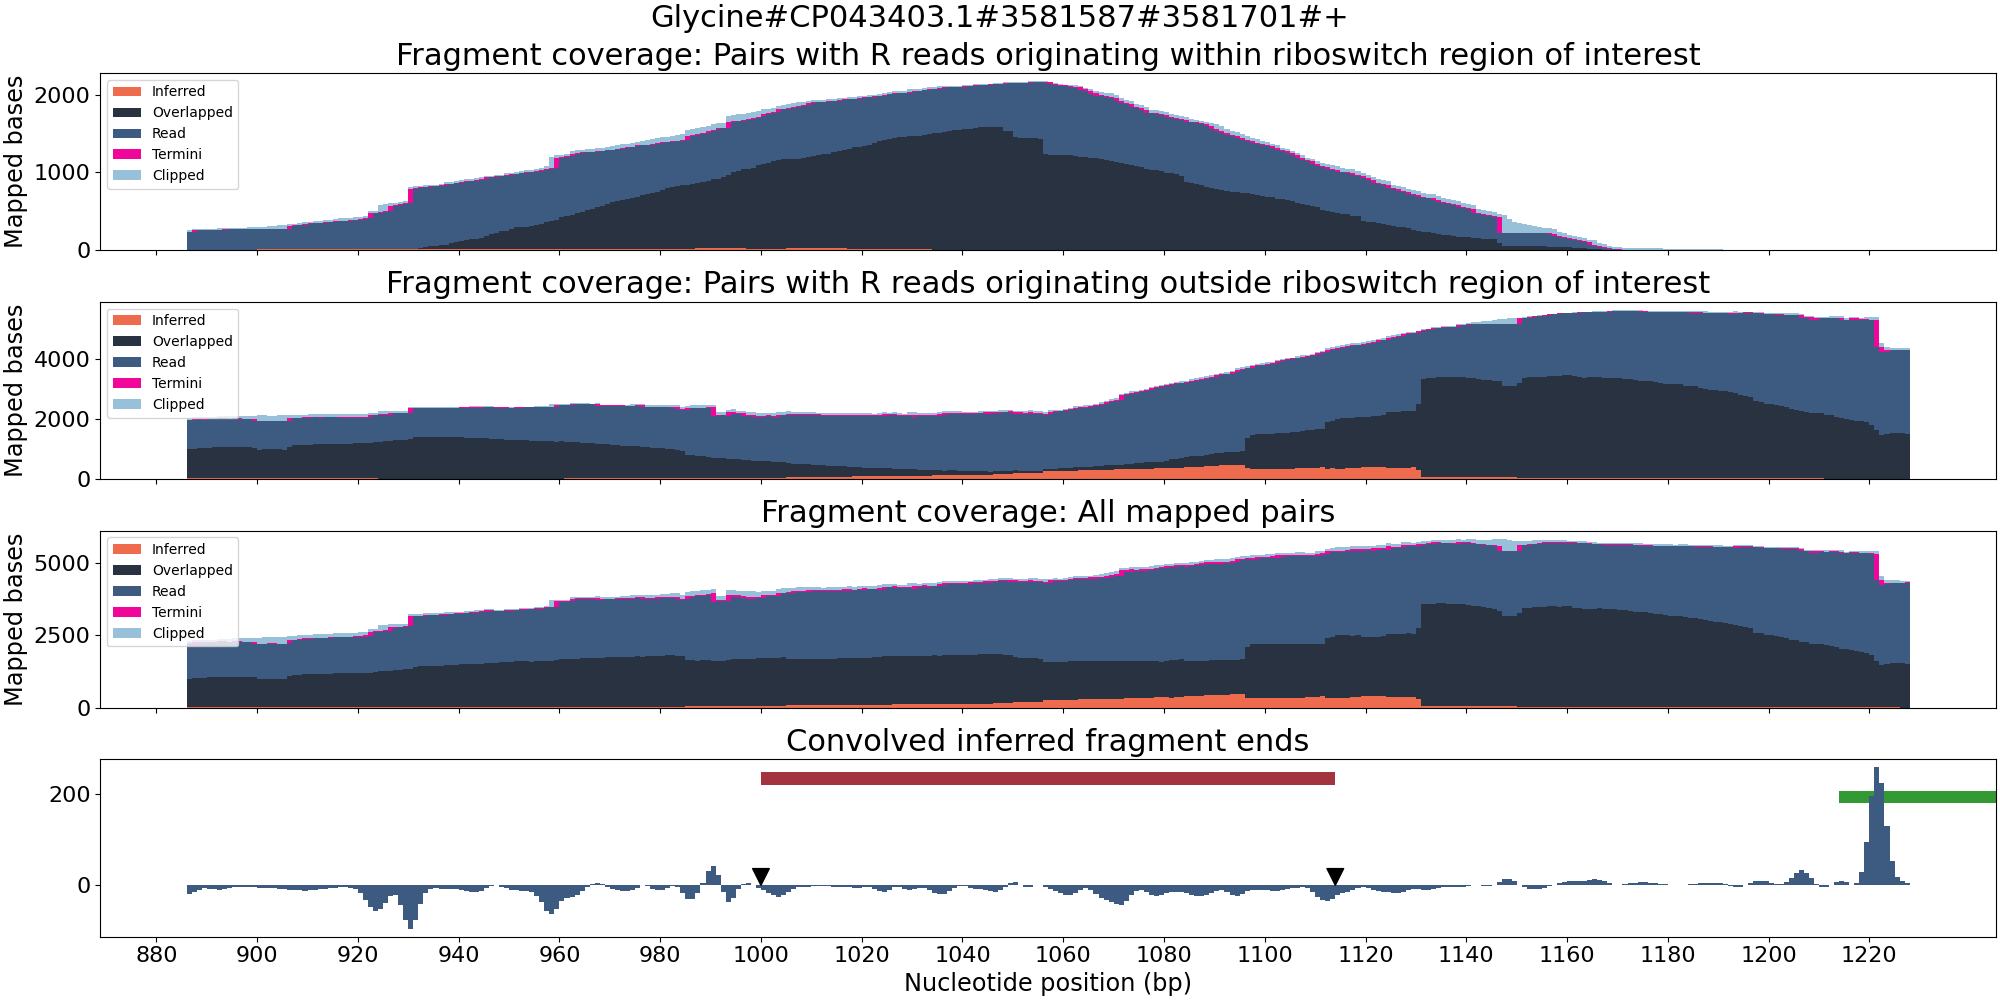 Glycine#CP043403.1#3581587#3581701#+
Fragment coverage: Pairs with R reads originating within riboswitch region of interest
Mapped bases
2000
1000
0
Inferred
Overlapped
Read
Termini
Clipped
Fragment coverage: Pairs with R reads originating outside riboswitch region of interest
Mapped bases
4000
2000
0
Inferred
Overlapped
Read
Termini
Clipped
Fragment coverage: All mapped pairs
Mapped bases
5000
2500
0
Inferred
Overlapped
Read
Termini
Clipped
Convolved inferred fragment ends
200
0
880 900 920 940 960 980 1000 1020 1040 1060 1080 1100 1120 1140 1160 1180 1200 1220
Nucleotide position (bp)